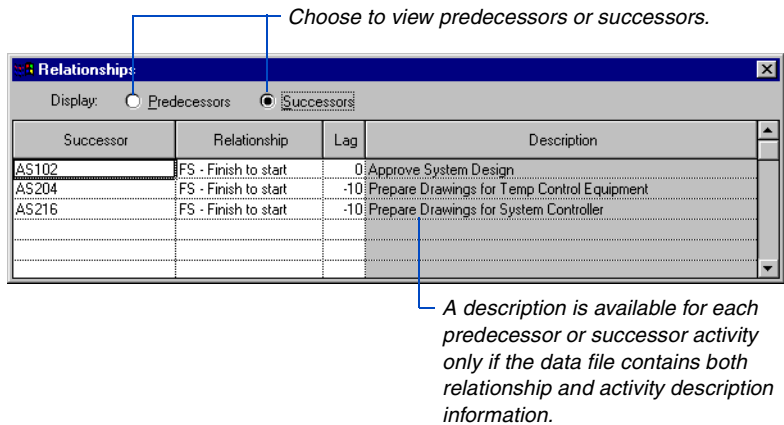 Choose to view predecessors or successors.
Relationships
Display: Predecessors Successors
Successor Relationship Lag Description
AS102 FS - Finish to start 0 Approve System Design
AS204 FS - Finish to start -10 Prepare Drawings for Temp Control Equipment
AS216 FS - Finish to start -10 Prepare Drawings for System Controller
A description is available for each
predecessor or successor activity
only if the data file contains both
relationship and activity description
information.